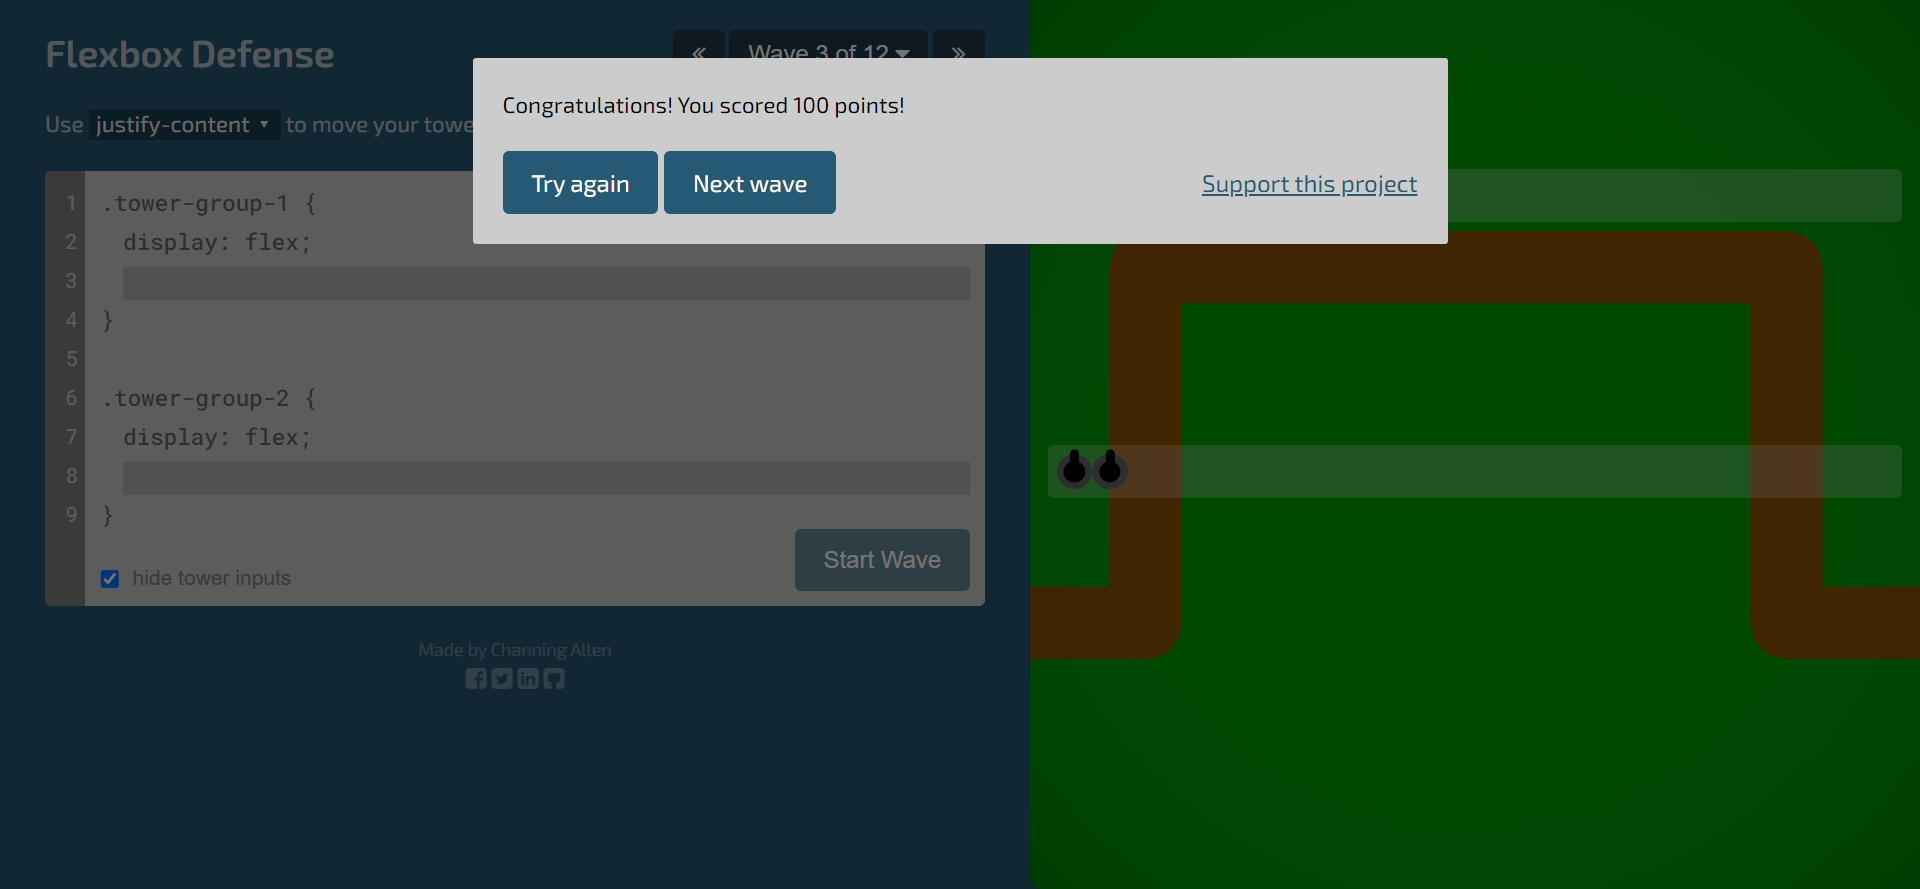 Flexbox Defense
«
Wave 3 of 12
»
Congratulations! You scored 100 points!
Try again
Next wave
Support this project
Use justify-content to move your towe
1 .tower-group-1 {
2 display: flex;
3
4 }
5
6 .tower-group-2 {
7 display: flex;
8
9 }
hide tower inputs
Start Wave
Made by Channing Allen